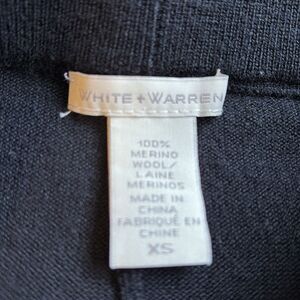 WHITE + WARREN
100%
MERINO
WOOL/
LAINE
MERINOS
MADE IN
CHINA
FABRIQUÉ EN
CHINE
XS